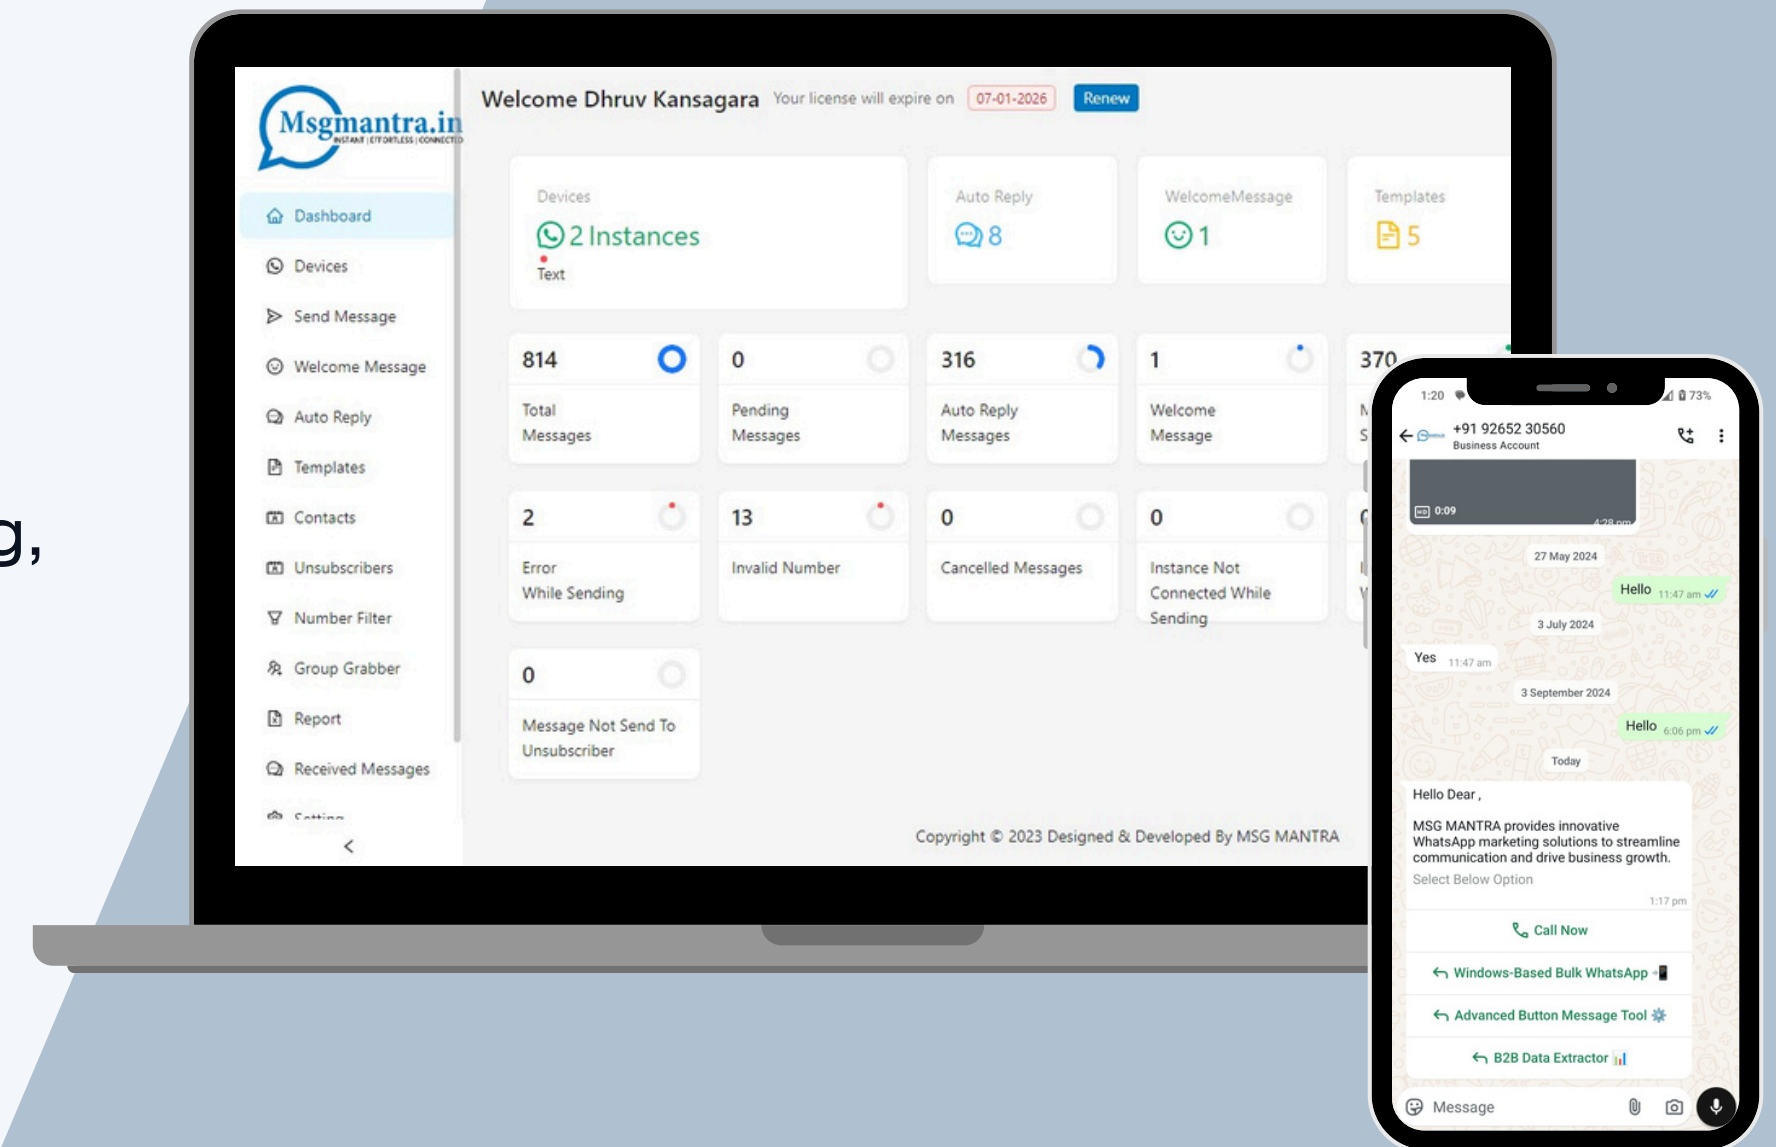 g,
Msgmantra.in
INSTANT | EFFORTLESS | CONNECTED
Dashboard
Devices
Send Message
Welcome Message
Auto Reply
Templates
Contacts
Unsubscribers
Number Filter
Group Grabber
Report
Received Messages
Setting
<
Welcome Dhruv Kansagara Your license will expire on 07-01-2026 Renew
Devices
2 Instances
Text
Auto Reply
8
WelcomeMessage
1
Templates
5
814
Total
Messages
0
Pending
Messages
316
Auto Reply
Messages
1
Welcome
Message
370
2
Error
While Sending
13
Invalid Number
0
Cancelled Messages
0
Instance Not
Connected While
Sending
0
Message Not Send To
Unsubscriber
Copyright © 2023 Designed & Developed By MSG MANTRA
1:20 73%
+91 92652 30560
Business Account
HD 0:09
4:28 pm
27 May 2024
Hello 11:47 am
3 July 2024
Yes 11:47 am
3 September 2024
Hello 6:06 pm
Today
Hello Dear ,
MSG MANTRA provides innovative
WhatsApp marketing solutions to streamline
communication and drive business growth.
Select Below Option
1:17 pm
Call Now
Windows-Based Bulk WhatsApp 📲
Advanced Button Message Tool ⚙️
B2B Data Extractor 📊
Message